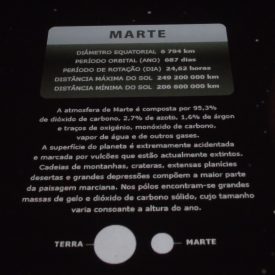 MARTE
DIÂMETRO EQUATORIAL 6 794 km
PERÍODO ORBITAL (ANO) 687 dias
PERÍODO DE ROTAÇÃO (DIA) 24,62 horas
DISTÂNCIA MÁXIMA DO SOL 249 200 000 km
DISTÂNCIA MÍNIMA DO SOL 206 600 000 km
A atmosfera de Marte é composta por 95,3%
de dióxido de carbono, 2,7% de azoto, 1,6% de árgon
e traços de oxigénio, monóxido de carbono,
vapor de água e de outros gases.
A superfície do planeta é extremamente acidentada
e marcada por vulcões que estão actualmente extintos.
Cadeias de montanhas, crateras, extensas planícies
desertas e grandes depressões compõem a maior parte
da paisagem marciana. Nos pólos encontram-se grandes
massas de gelo e dióxido de carbono sólido, cujo tamanho
varia consoante a altura do ano.
TERRA MARTE